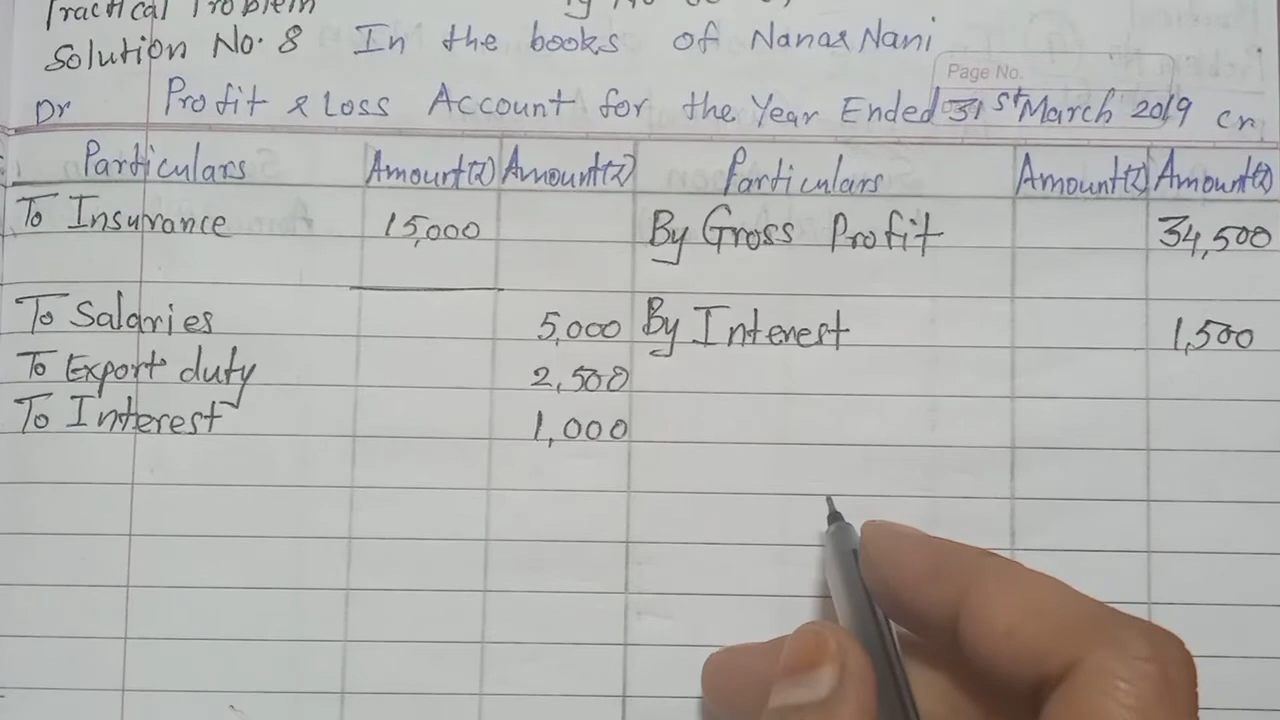 Practical Problem
Solution No. 8 In the books of Nana & Nani
Page No.
Dr Profit & Loss Account for the Year Ended 31st March 2019 Cr
Particulars Amount(₹) Amount(₹) Particulars Amount(₹) Amount(₹)
To Insurance 15,000 By Gross Profit 34,500
To Salaries 5,000 By Interest 1,500
To Export duty 2,500
To Interest 1,000